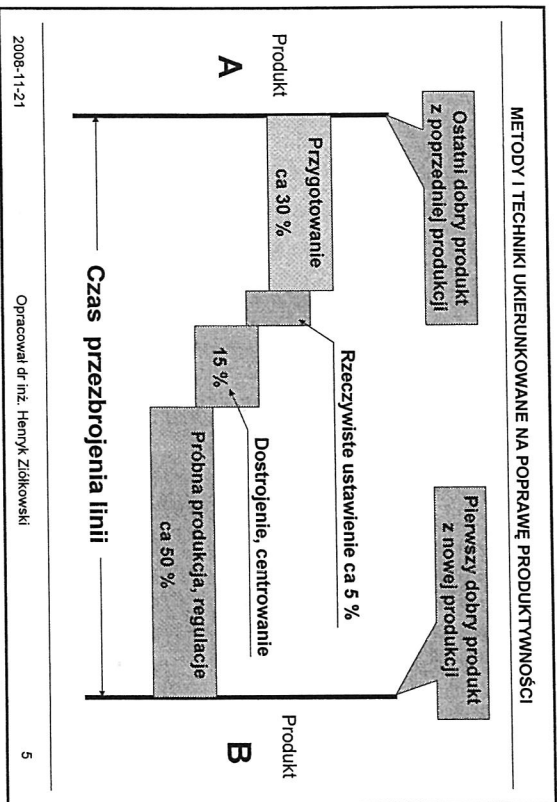 METODY I TECHNIKI UKIERUNKOWANE NA POPRAWĘ PRODUKTYWNOŚCI
Ostatni dobry produkt
z poprzedniej produkcji
Pierwszy dobry produkt
z nowej produkcji
Produkt
A
Produkt
B
Przygotowanie
ca 30 %
Rzeczywiste ustawienie ca 5 %
15 %
Dostrojenie, centrowanie
Próbna produkcja, regulacje
ca 50 %
Czas przezbrojenia linii
2008-11-21
Opracował dr inż. Henryk Ziółkowski
5